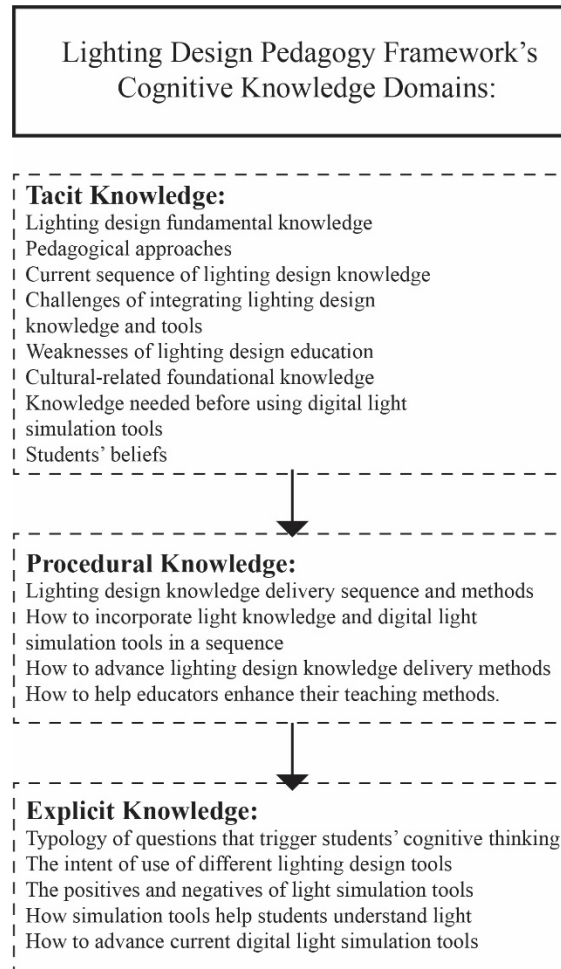 Lighting Design Pedagogy Framework's
Cognitive Knowledge Domains:
Tacit Knowledge:
Lighting design fundamental knowledge
Pedagogical approaches
Current sequence of lighting design knowledge
Challenges of integrating lighting design
knowledge and tools
Weaknesses of lighting design education
Cultural-related foundational knowledge
Knowledge needed before using digital light
simulation tools
Students' beliefs
Procedural Knowledge:
Lighting design knowledge delivery sequence and methods
How to incorporate light knowledge and digital light
simulation tools in a sequence
How to advance lighting design knowledge delivery methods
How to help educators enhance their teaching methods.
Explicit Knowledge:
Typology of questions that trigger students' cognitive thinking
The intent of use of different lighting design tools
The positives and negatives of light simulation tools
How simulation tools help students understand light
How to advance current digital light simulation tools